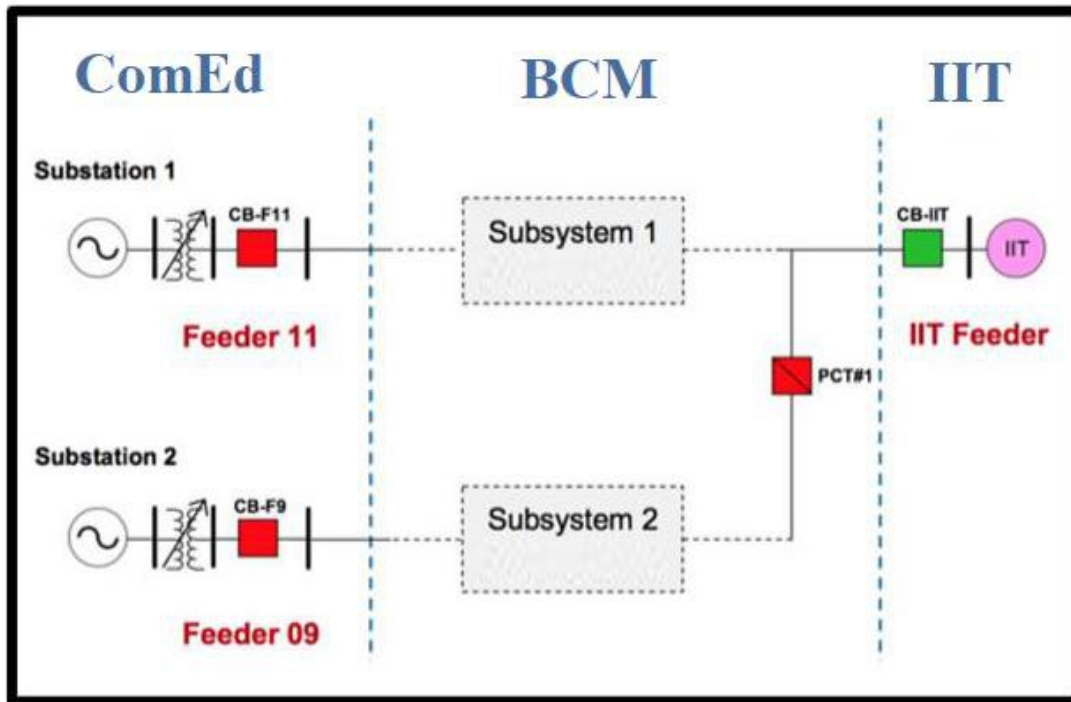 ComEd
BCM
IIT
Substation 1
CB-F11
Feeder 11
Subsystem 1
CB-IIT
IIT
IIT Feeder
PCT#1
Substation 2
CB-F9
Feeder 09
Subsystem 2